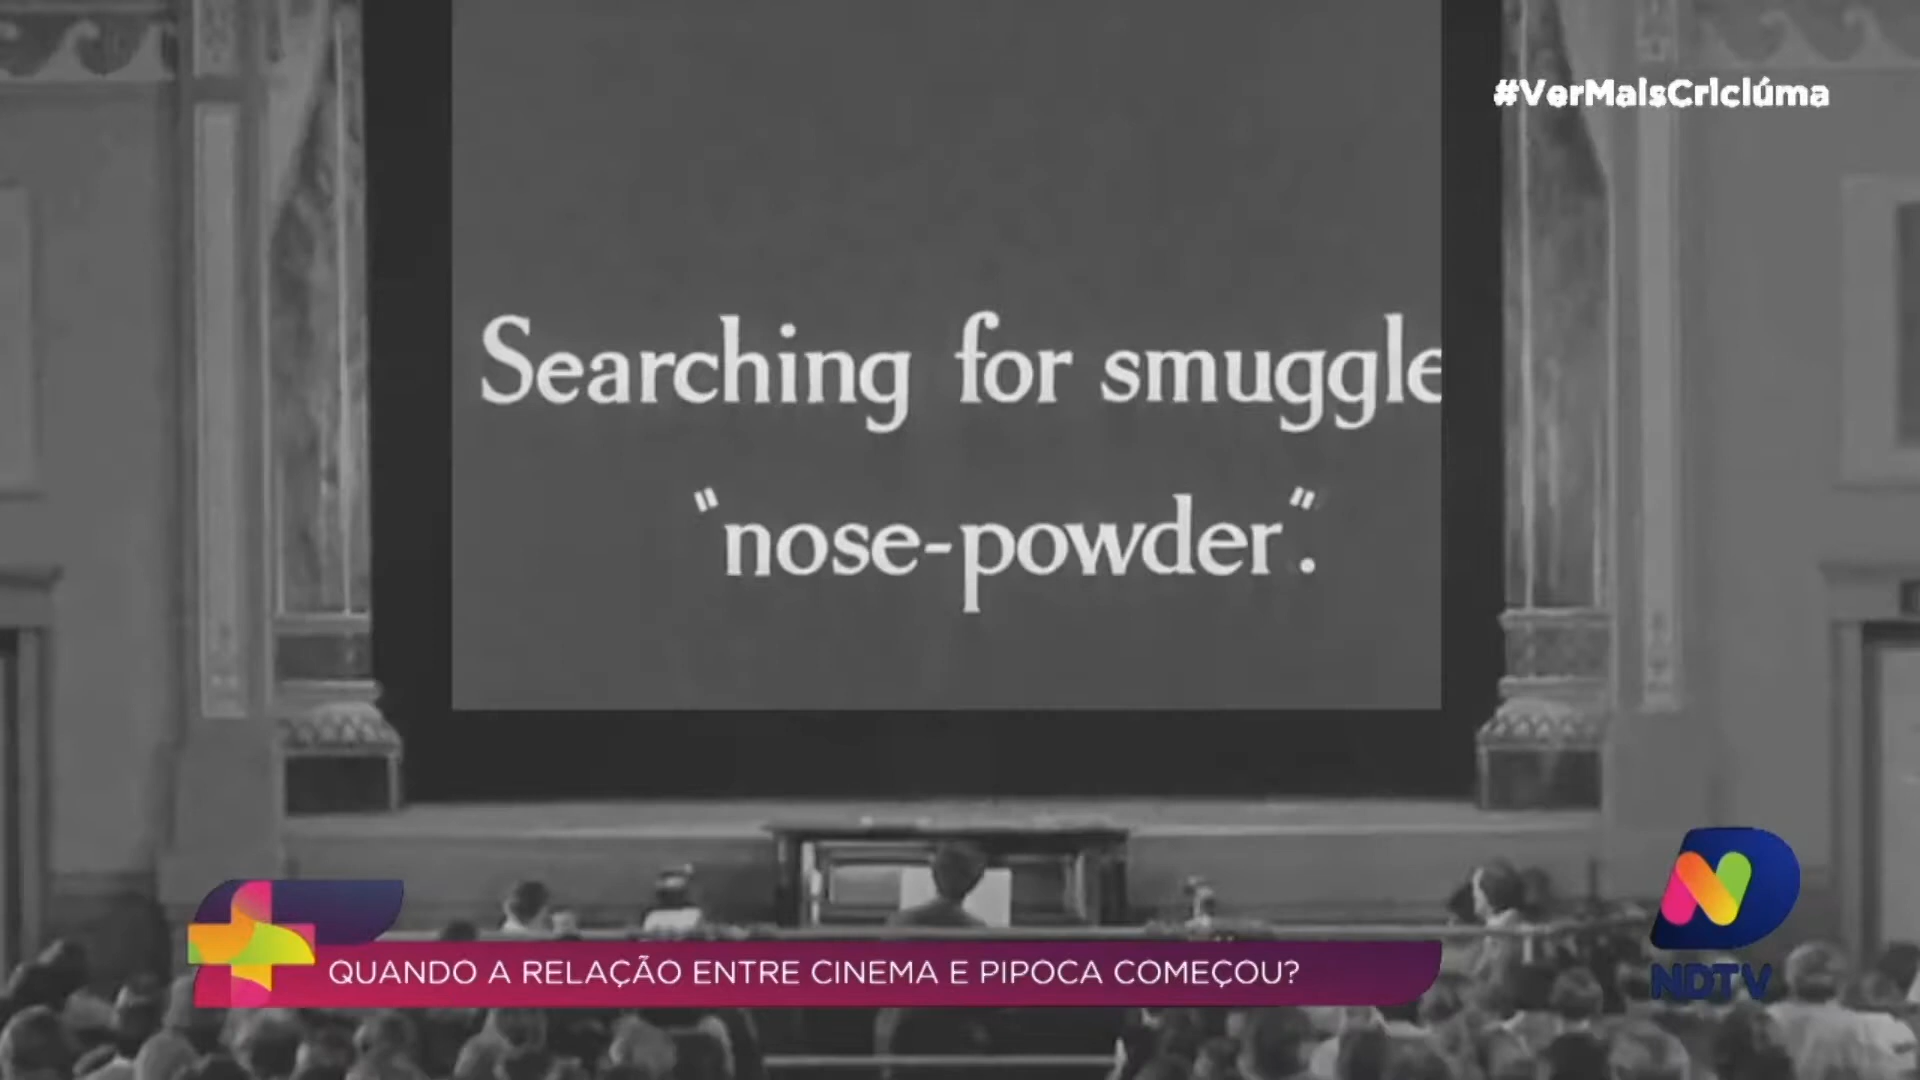 #VerMaisCriciúma
Searching for smuggle
"nose-powder".
QUANDO A RELAÇÃO ENTRE CINEMA E PIPOCA COMEÇOU?
NDTV